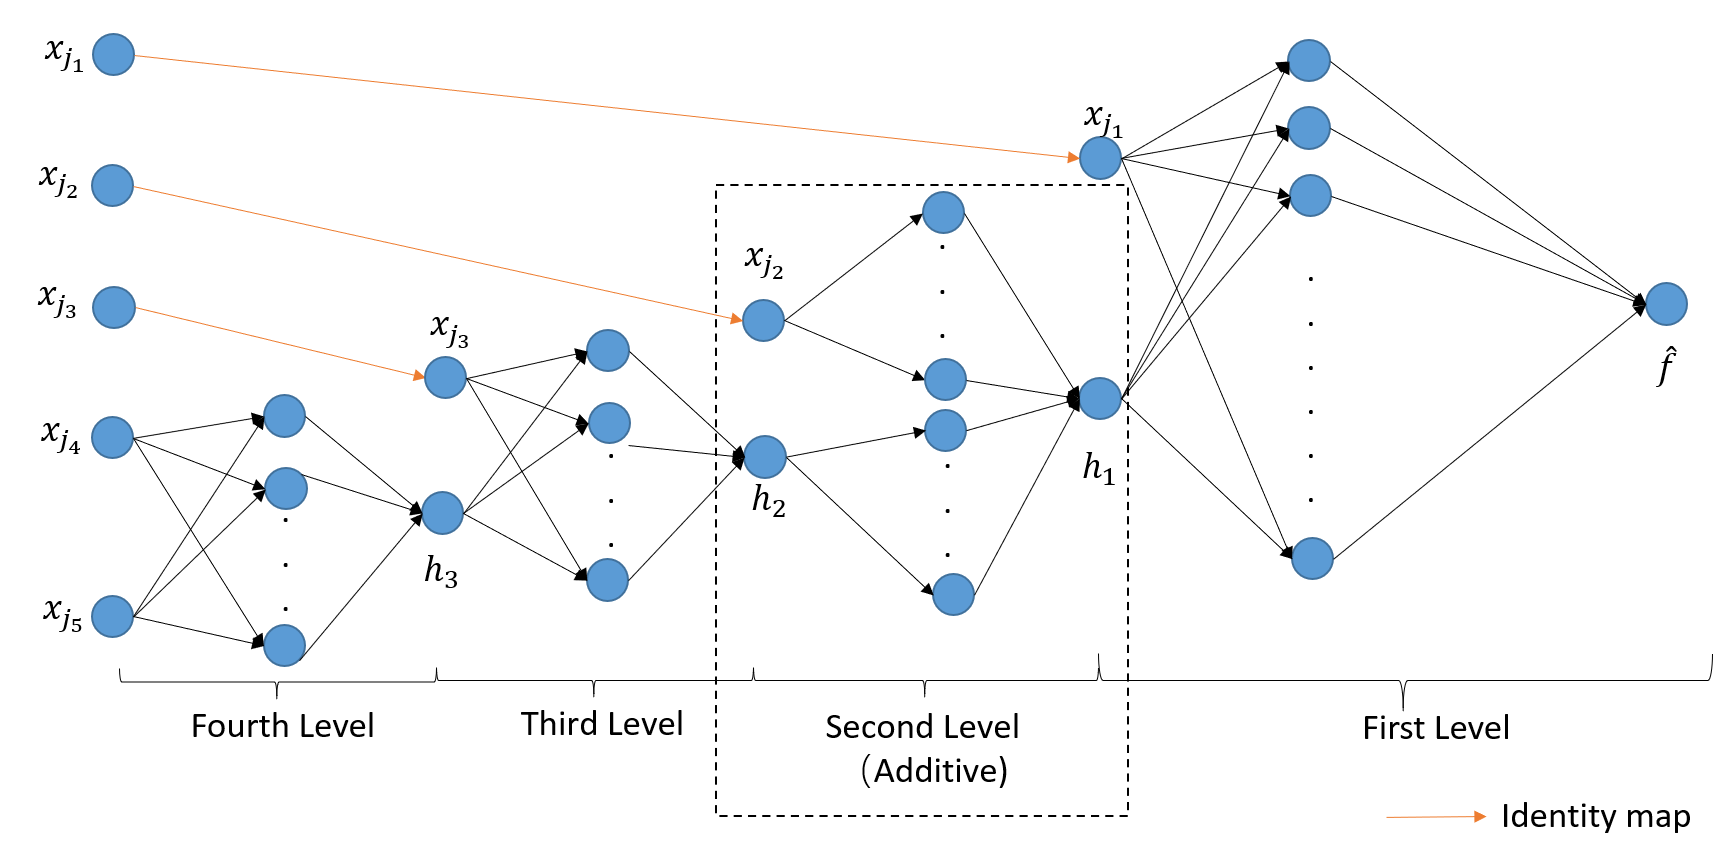 x_{j_1}
x_{j_2}
x_{j_3}
x_{j_4}
x_{j_5}
x_{j_3}
h_3
x_{j_2}
h_2
x_{j_1}
h_1
\hat{f}
Fourth Level
Third Level
Second Level
（Additive)
First Level
Identity map